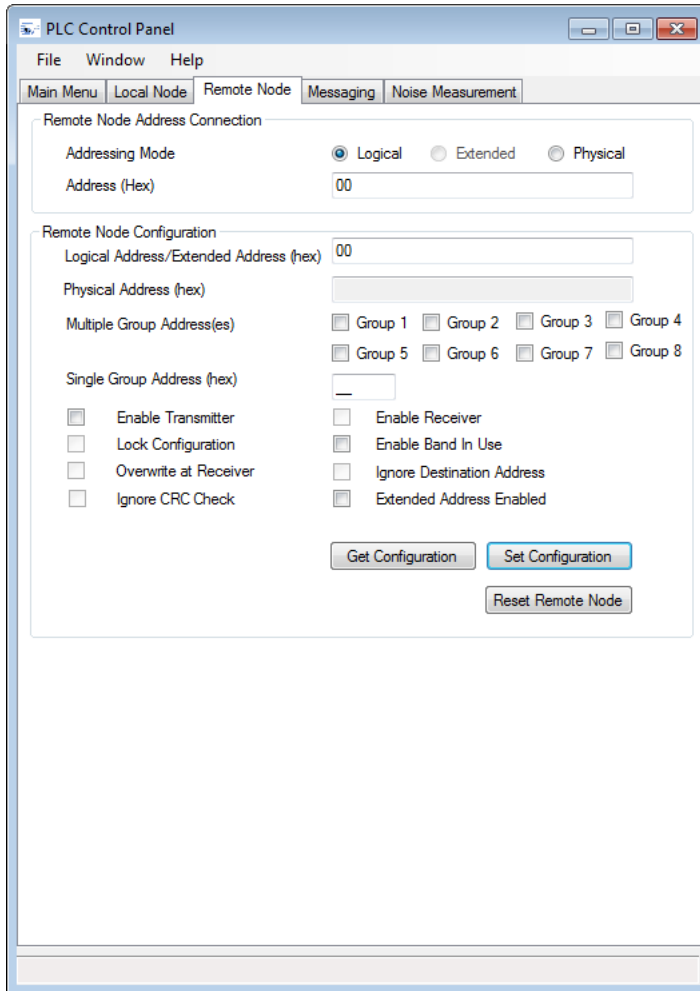 PLC Control Panel
File Window Help
Main Menu Local Node Remote Node Messaging Noise Measurement
Remote Node Address Connection
Addressing Mode Logical Extended Physical
Address (Hex) 00
Remote Node Configuration
Logical Address/Extended Address (hex) 00
Physical Address (hex)
Multiple Group Address(es) Group 1 Group 2 Group 3 Group 4
Group 5 Group 6 Group 7 Group 8
Single Group Address (hex) __
Enable Transmitter Enable Receiver
Lock Configuration Enable Band In Use
Overwrite at Receiver Ignore Destination Address
Ignore CRC Check Extended Address Enabled
Get Configuration Set Configuration
Reset Remote Node